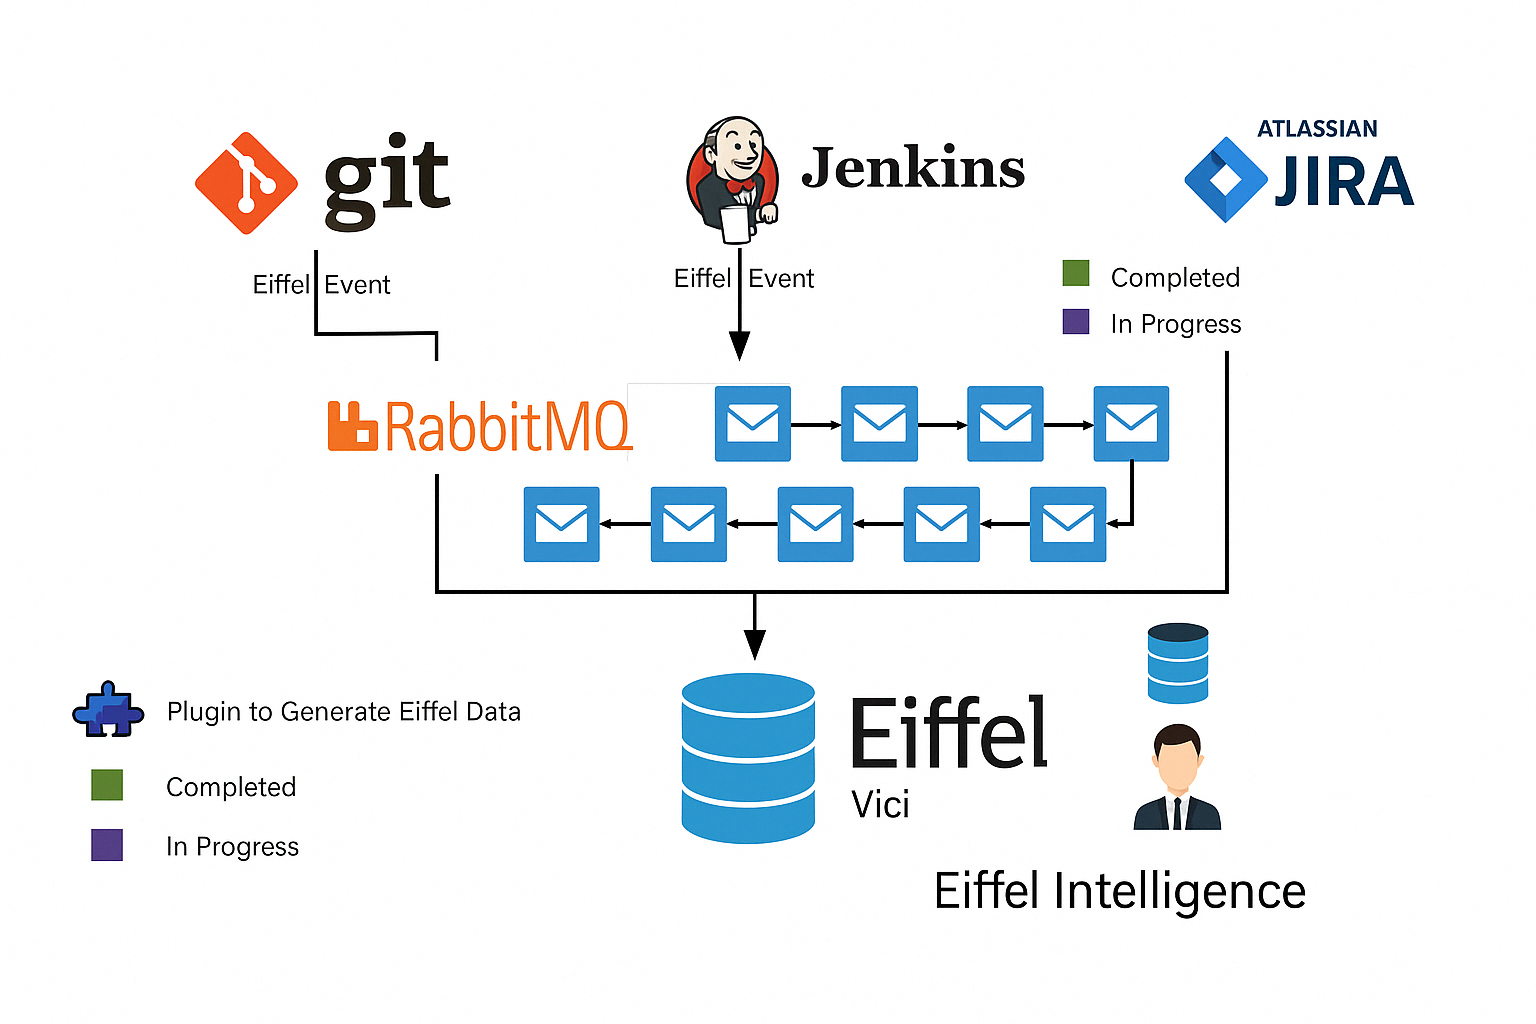 git
Jenkins
ATLASSIAN
JIRA
Eiffel Event
Eiffel Event
Completed
In Progress
RabbitMQ
Plugin to Generate Eiffel Data
Completed
In Progress
Eiffel
Vici
Eiffel Intelligence